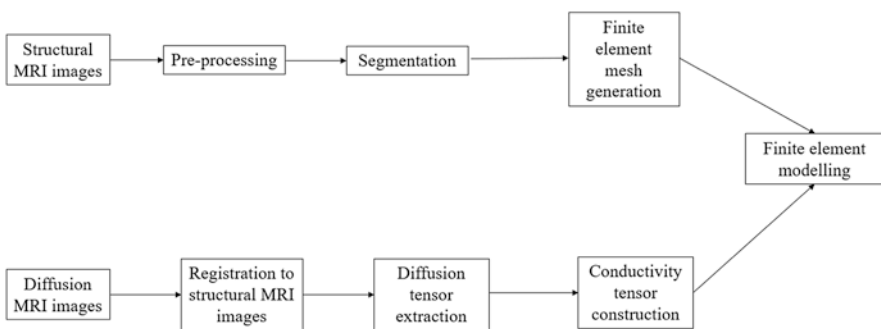 Structural
MRI images
Pre-processing
Segmentation
Finite
element
mesh
generation
Finite element
modelling
Diffusion
MRI images
Registration to
structural MRI
images
Diffusion
tensor
extraction
Conductivity
tensor
construction